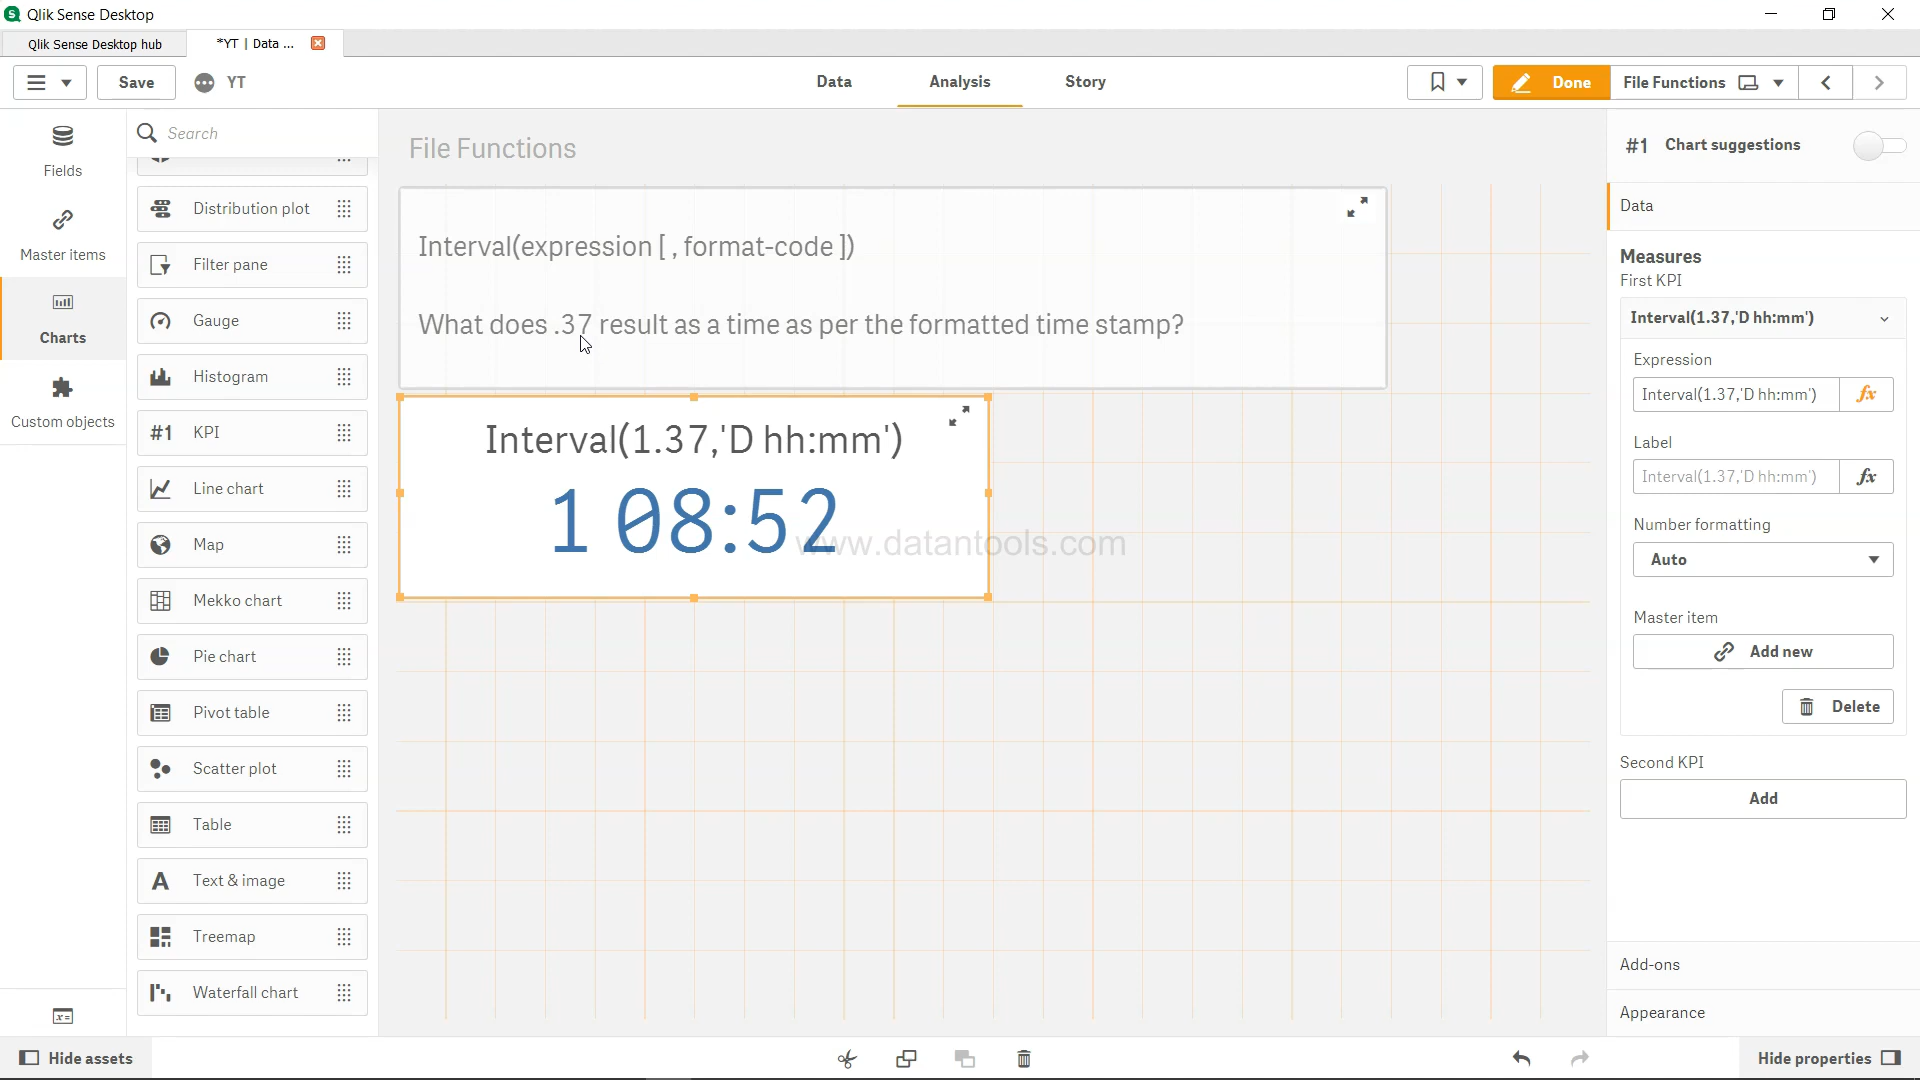 Qlik Sense Desktop
Qlik Sense Desktop hub
*YT | Data ...
Save
YT
Data
Analysis
Story
Done
File Functions
Fields
Master items
Charts
Custom objects
Search
Distribution plot
Filter pane
Gauge
Histogram
#1 KPI
Line chart
Map
Mekko chart
Pie chart
Pivot table
Scatter plot
Table
A Text & image
Treemap
Waterfall chart
File Functions
Interval(expression [ , format-code ])
What does .37 result as a time as per the formatted time stamp?
Interval(1.37,'D hh:mm')
1 08:52
www.datantools.com
#1 Chart suggestions
Data
Measures
First KPI
Interval(1.37,'D hh:mm')
Expression
Interval(1.37,'D hh:mm') fx
Label
Interval(1.37,'D hh:mm') fx
Number formatting
Auto
Master item
Add new
Delete
Second KPI
Add
Add-ons
Appearance
x=
Hide assets
Hide properties